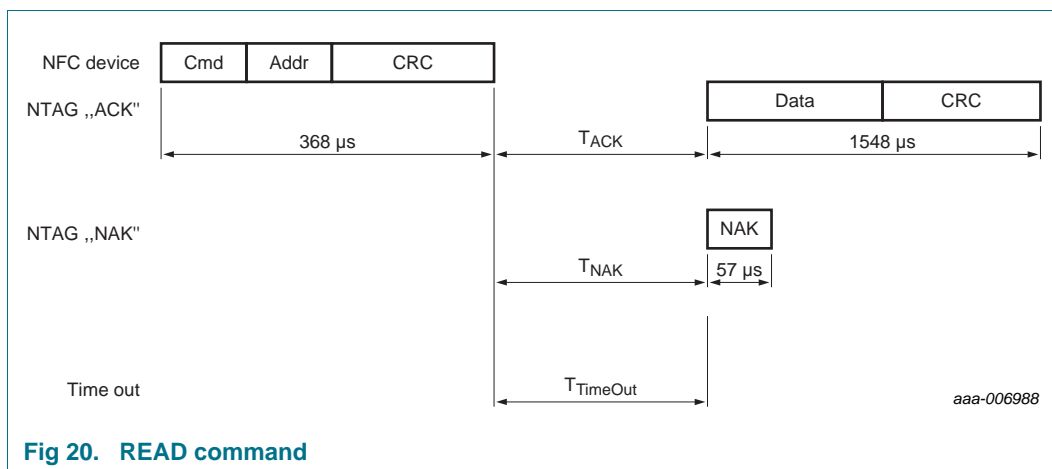 NFC device Cmd Addr CRC
NTAG ,,ACK" Data CRC
368 µs TACK 1548 µs
NTAG ,,NAK" NAK
TNAK 57 µs
Time out TTimeOut
aaa-006988
Fig 20. READ command